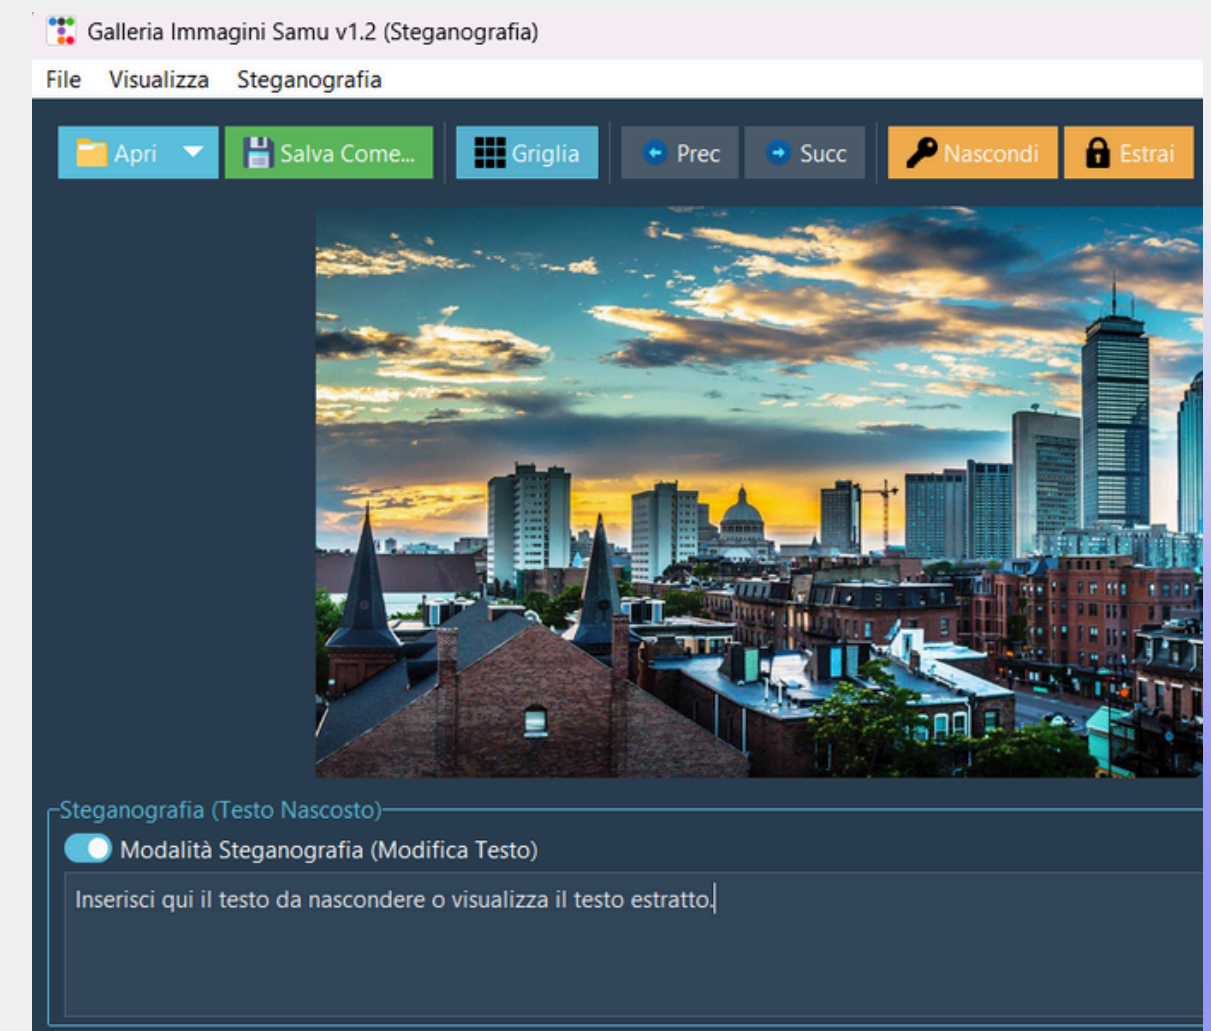 Galleria Immagini Samu v1.2 (Steganografia)
File Visualizza Steganografia
Apri Salva Come... Griglia Prec Succ Nascondi Estrai
Steganografia (Testo Nascosto)
Modalità Steganografia (Modifica Testo)
Inserisci qui il testo da nascondere o visualizza il testo estratto.